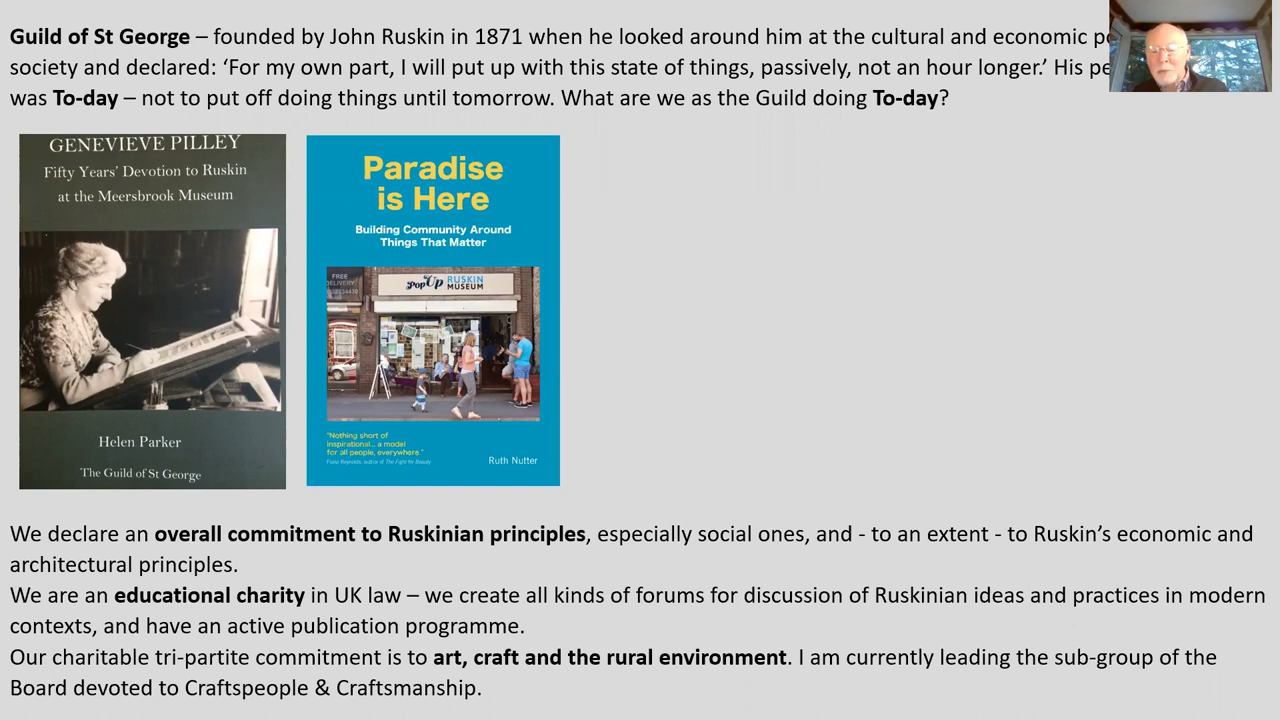 Guild of St George – founded by John Ruskin in 1871 when he looked around him at the cultural and economic
society and declared: ‘For my own part, I will put up with this state of things, passively, not an hour longer.’ His
was To-day – not to put off doing things until tomorrow. What are we as the Guild doing To-day?
GENEVIEVE PILLEY
Fifty Years' Devotion to Ruskin
at the Meersbrook Museum
Helen Parker
The Guild of St George
Paradise
is Here
Building Community Around
Things That Matter
FREE
DELIVERY
PopUp RUSKIN
MUSEUM
"Nothing short of
inspirational... a model
for all people, everywhere."
Fiona Reynolds, author of The Fight for Beauty
Ruth Nutter
We declare an overall commitment to Ruskinian principles, especially social ones, and - to an extent - to Ruskin’s economic and
architectural principles.
We are an educational charity in UK law – we create all kinds of forums for discussion of Ruskinian ideas and practices in modern
contexts, and have an active publication programme.
Our charitable tri-partite commitment is to art, craft and the rural environment. I am currently leading the sub-group of the
Board devoted to Craftspeople & Craftsmanship.